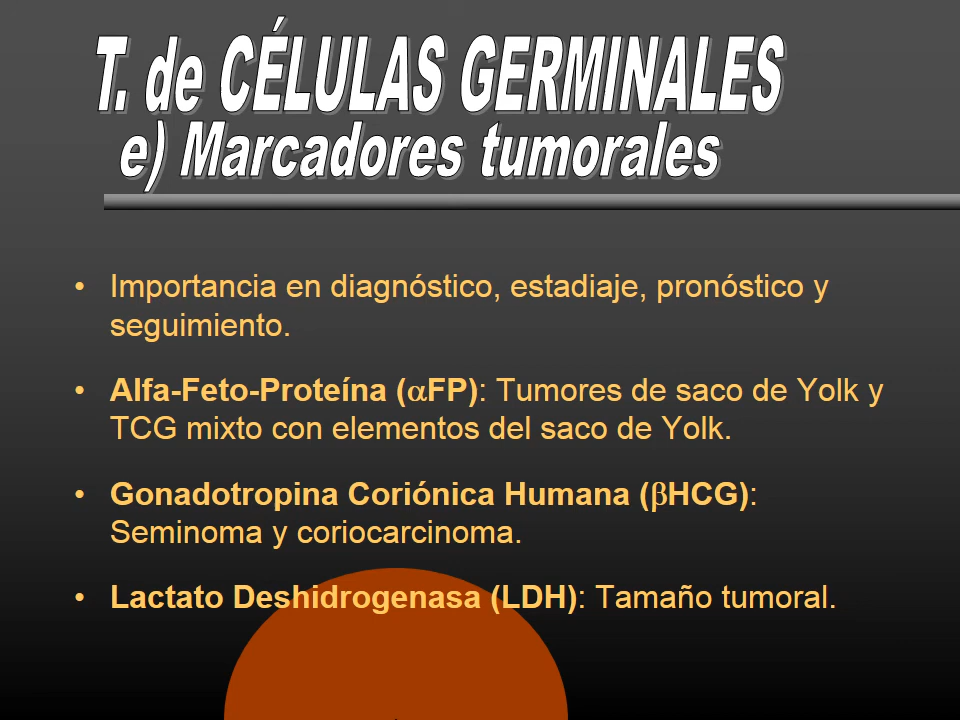 T. de CÉLULAS GERMINALES
e) Marcadores tumorales
• Importancia en diagnóstico, estadiaje, pronóstico y
seguimiento.
• Alfa-Feto-Proteína (αFP): Tumores de saco de Yolk y
TCG mixto con elementos del saco de Yolk.
• Gonadotropina Coriónica Humana (βHCG):
Seminoma y coriocarcinoma.
• Lactato Deshidrogenasa (LDH): Tamaño tumoral.